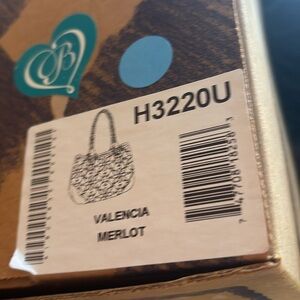 B
H3220U
VALENCIA
MERLOT